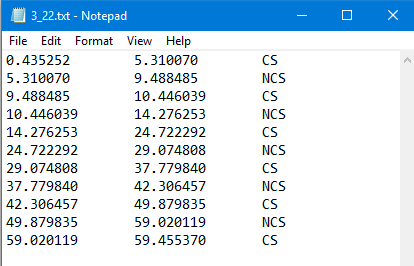 3_22.txt - Notepad
File Edit Format View Help
0.435252 5.310070 CS
5.310070 9.488485 NCS
9.488485 10.446039 CS
10.446039 14.276253 NCS
14.276253 24.722292 CS
24.722292 29.074808 NCS
29.074808 37.779840 CS
37.779840 42.306457 NCS
42.306457 49.879835 CS
49.879835 59.020119 NCS
59.020119 59.455370 CS